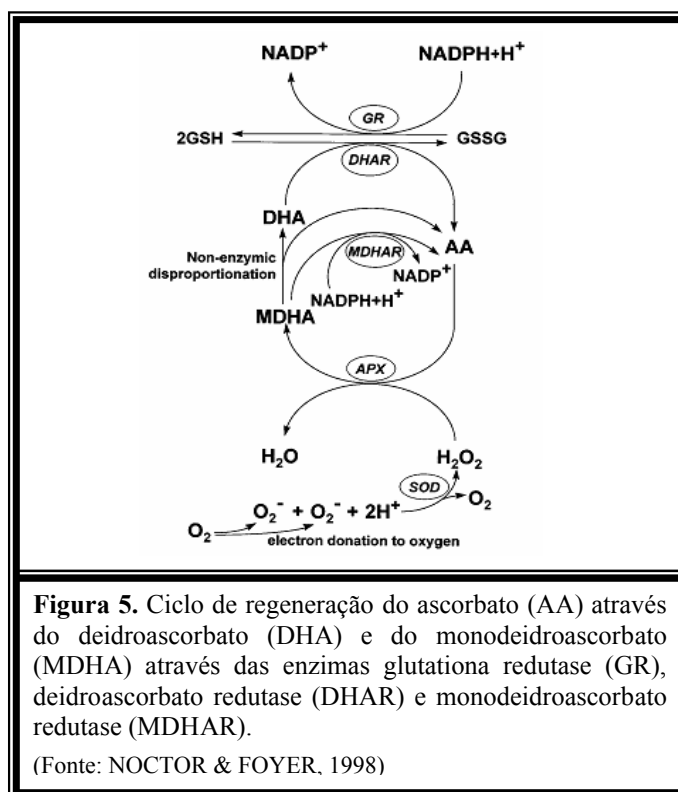 NADP⁺ NADPH+H⁺
GR
2GSH GSSG
DHAR
DHA
AA
Non-enzymic
disproportionation
MDHAR
NADP⁺
NADPH+H⁺
MDHA
APX
H₂O H₂O₂
SOD
O₂⁻ + O₂⁻ + 2H⁺ O₂
O₂
electron donation to oxygen
Figura 5. Ciclo de regeneração do ascorbato (AA) através
do deidroascorbato (DHA) e do monodeidroascorbato
(MDHA) através das enzimas glutationa redutase (GR),
deidroascorbato redutase (DHAR) e monodeidroascorbato
redutase (MDHAR).
(Fonte: NOCTOR & FOYER, 1998)